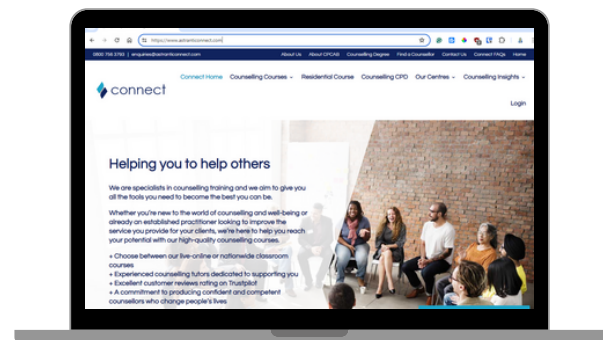 https://www.astranticonnect.com
0800 756 5793 | enquiries@astranticonnect.com
About Us About CPCAB Counselling Degree Find a Counsellor Contact Us Connect FAQs Home
Connect Home Counselling Courses Residential Course Counselling CPD Our Centres Counselling Insights
connect
Login
Helping you to help others
We are specialists in counselling training and we aim to give you
all the tools you need to become the best you can be.
Whether you're new to the world of counselling and well-being or
already an established practitioner looking to improve the
service you provide for your clients, we're here to help you reach
your potential with our high-quality counselling courses.
+ Choose between our live-online or nationwide classroom
courses
+ Experienced counselling tutors dedicated to supporting you
+ Excellent customer reviews rating on Trustpilot
+ A commitment to producing confident and competent
counsellors who change people's lives